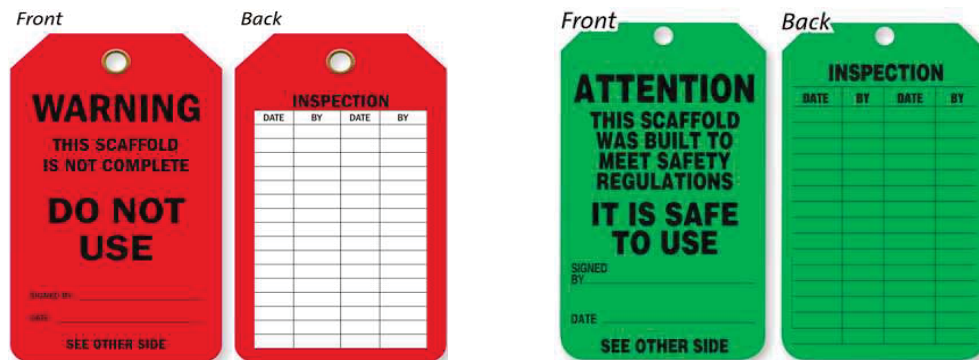 Front
WARNING
THIS SCAFFOLD
IS NOT COMPLETE
DO NOT
USE
SIGNED BY
DATE
SEE OTHER SIDE
Back
INSPECTION
DATE BY DATE BY
Front
ATTENTION
THIS SCAFFOLD
WAS BUILT TO
MEET SAFETY
REGULATIONS
IT IS SAFE
TO USE
SIGNED
BY
DATE
SEE OTHER SIDE
Back
INSPECTION
DATE BY DATE BY